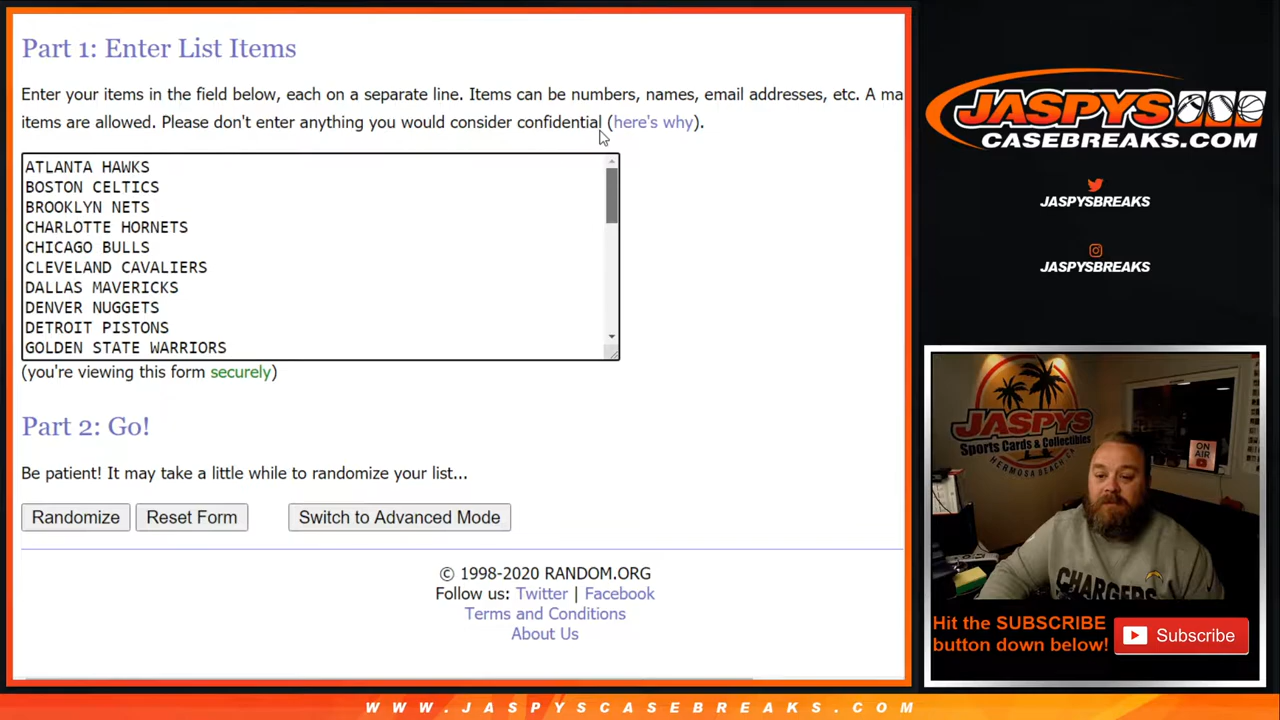 Part 1: Enter List Items
Enter your items in the field below, each on a separate line. Items can be numbers, names, email addresses, etc. A ma
items are allowed. Please don't enter anything you would consider confidential (here's why).
ATLANTA HAWKS
BOSTON CELTICS
BROOKLYN NETS
CHARLOTTE HORNETS
CHICAGO BULLS
CLEVELAND CAVALIERS
DALLAS MAVERICKS
DENVER NUGGETS
DETROIT PISTONS
GOLDEN STATE WARRIORS
(you're viewing this form securely)
Part 2: Go!
Be patient! It may take a little while to randomize your list...
Randomize
Reset Form
Switch to Advanced Mode
© 1998-2020 RANDOM.ORG
Follow us: Twitter | Facebook
Terms and Conditions
About Us
JASPYS
CASEBREAKS.COM
JASPYSBREAKS
JASPYSBREAKS
JASPYS
Sports Cards & Collectibles
HERMOSA BEACH CA
ON AIR
CHARGERS
Hit the SUBSCRIBE
button down below!
Subscribe
WWW.JASPYSCASEBREAKS.COM